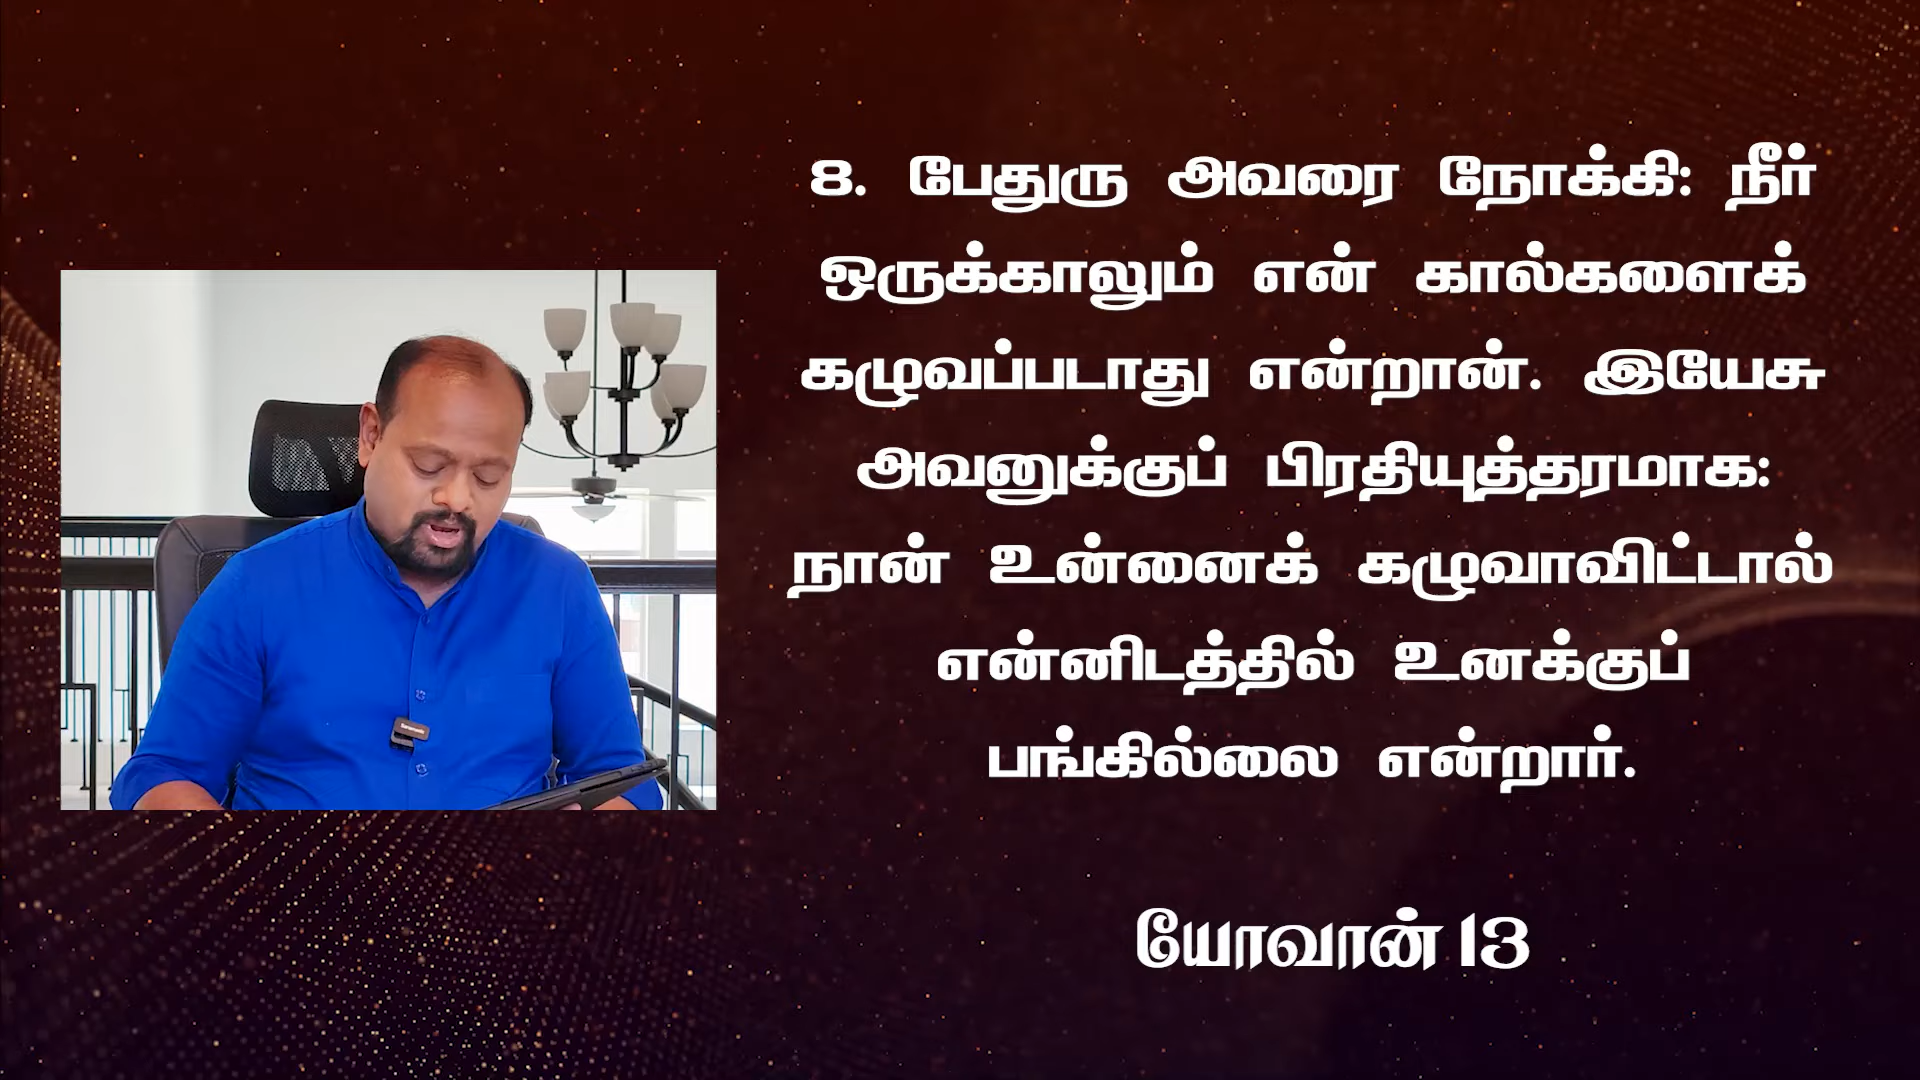 8. பேதுரு அவரை நோக்கி: நீர்
ஒருக்காலும் என் கால்களைக்
கழுவப்படாது என்றான். இயேசு
அவனுக்குப் பிரதியுத்தரமாக:
நான் உன்னைக் கழுவாவிட்டால்
என்னிடத்தில் உனக்குப்
பங்கில்லை என்றார்.
யோவான் 13